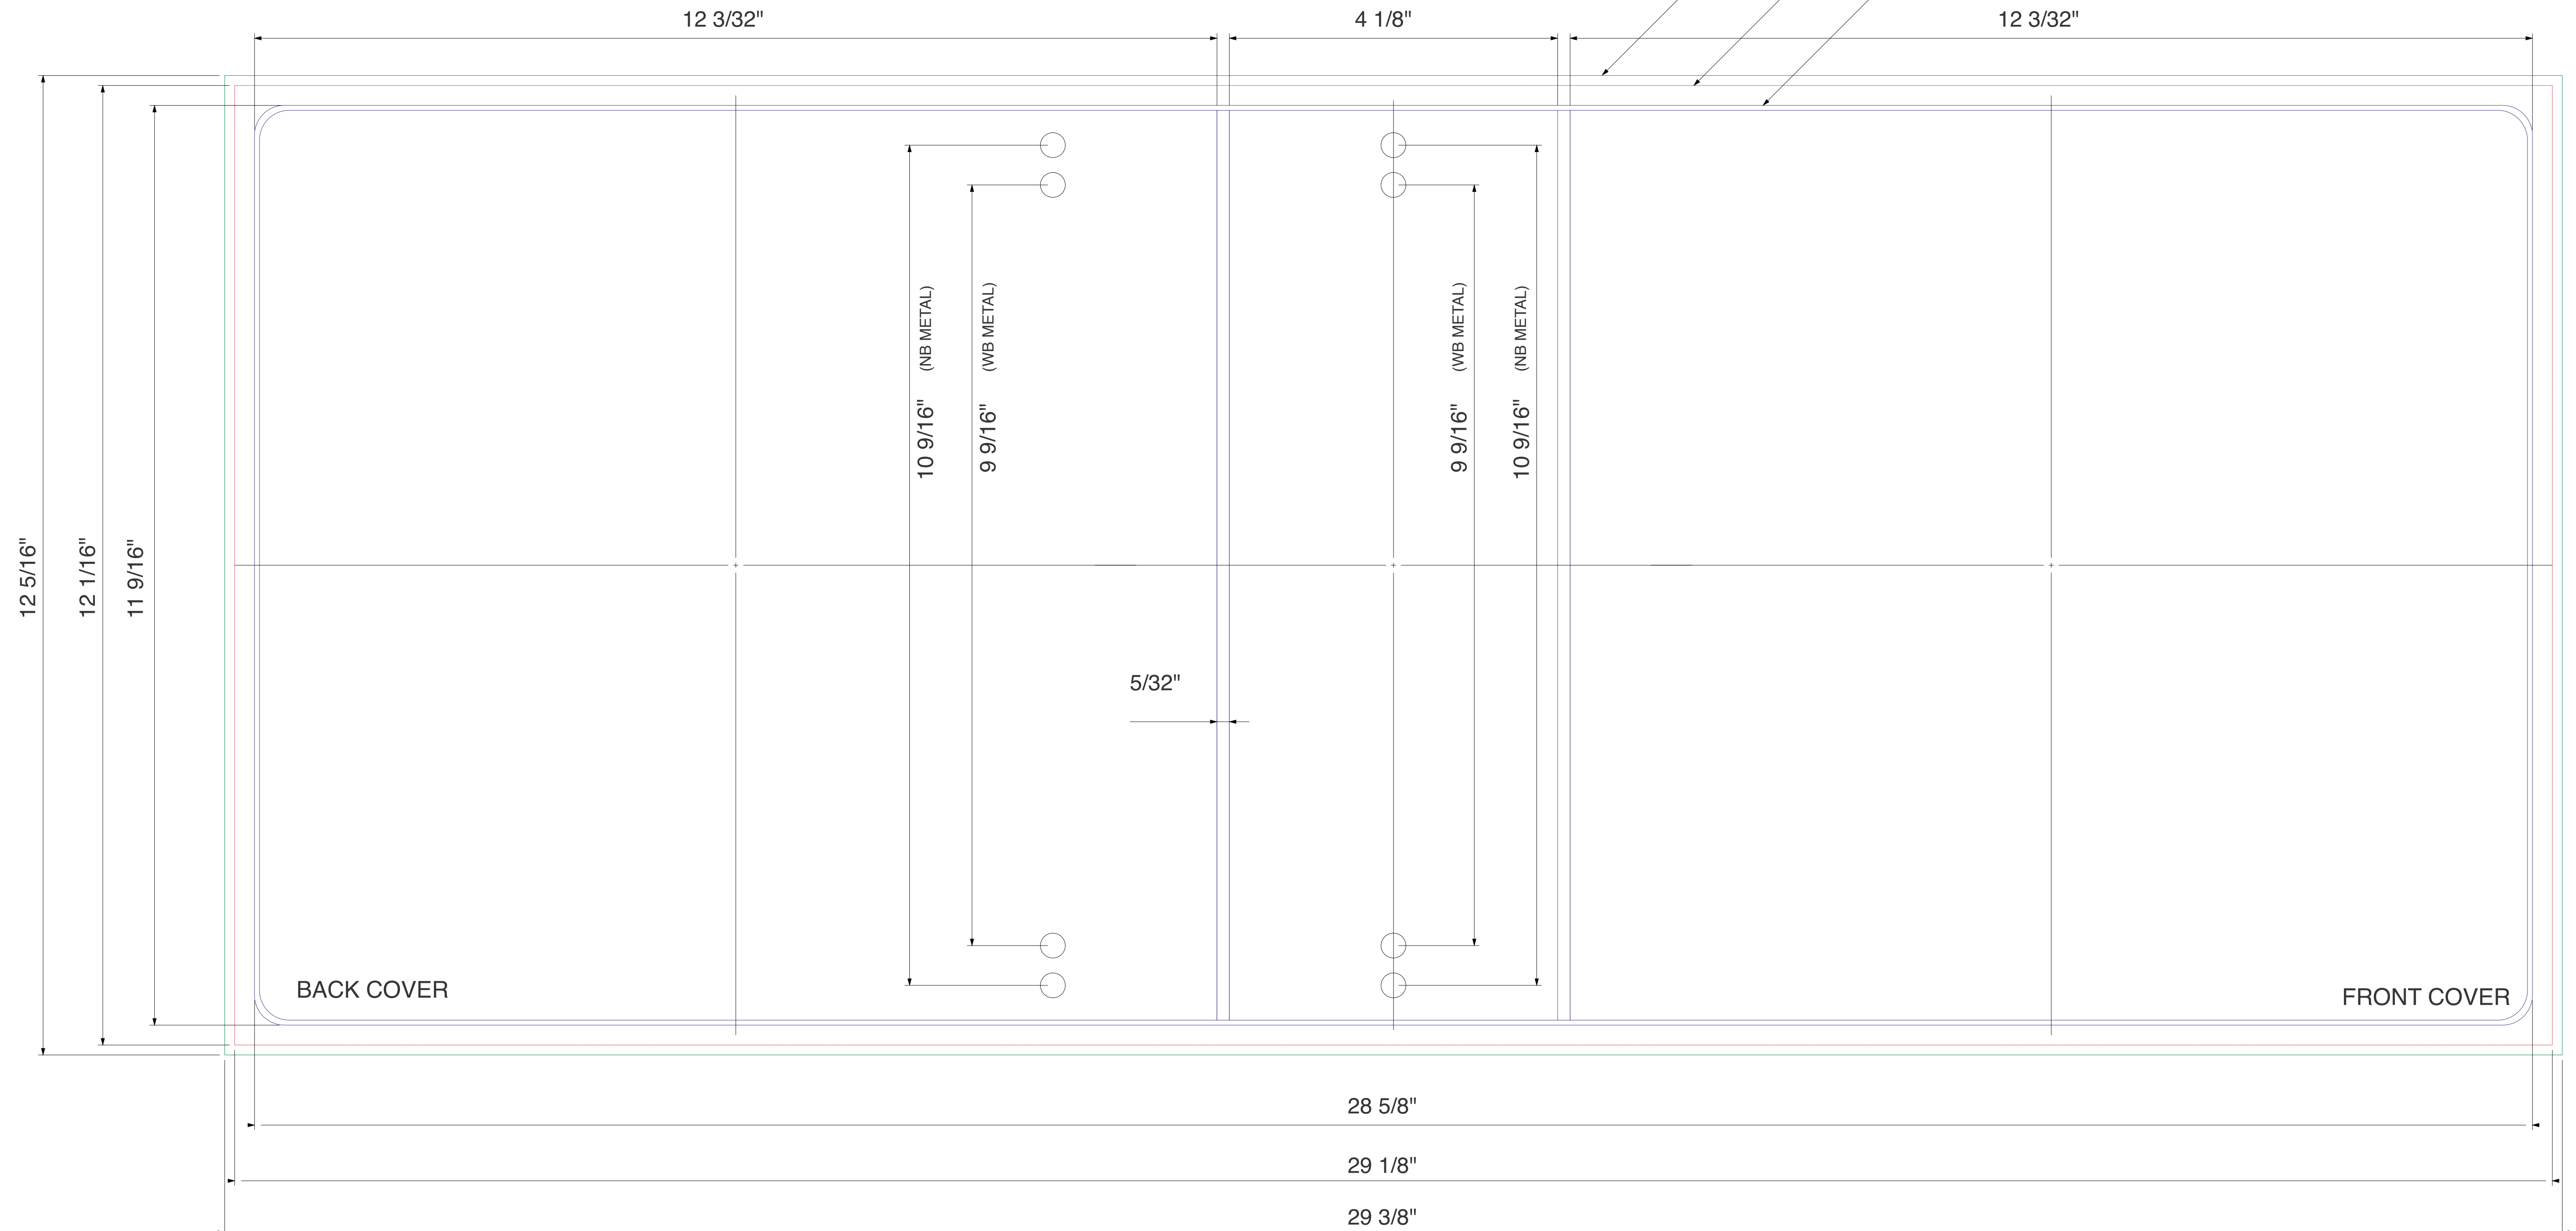 12 3/32"
4 1/8"
12 3/32"
12 5/16"
12 1/16"
11 9/16"
10 9/16" (NB METAL)
9 9/16" (WB METAL)
9 9/16" (WB METAL)
10 9/16" (NB METAL)
5/32"
BACK COVER
FRONT COVER
28 5/8"
29 1/8"
29 3/8"